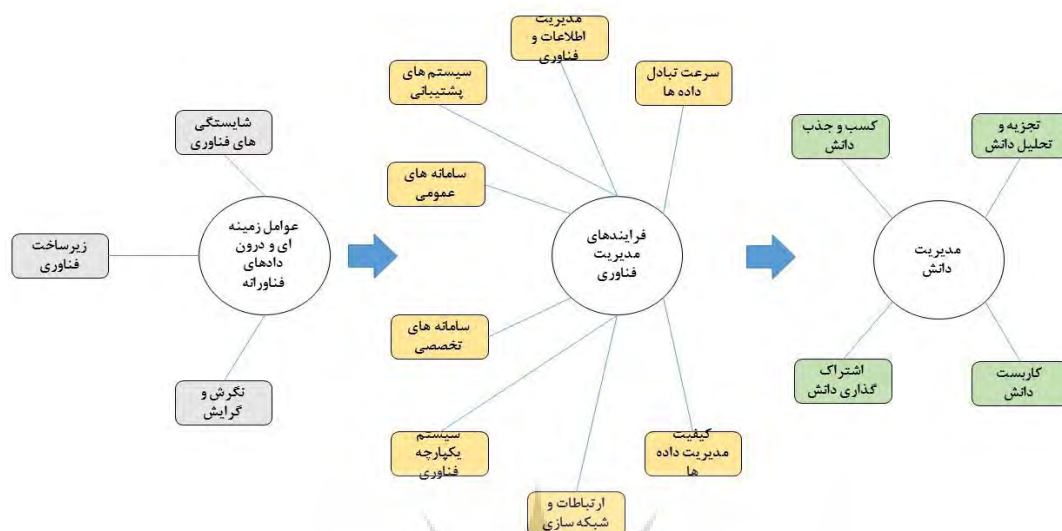 شایستگی
های فناوری
زیرساخت
فناوری
نگرش و
گرایش
عوامل زمینه
ای و درون
دادهای
فناورانه
مدیریت
اطلاعات و
فناوری
سرعت تبادل
داده ها
سیستم های
پشتیبانی
سامانه های
عمومی
فرایندهای
مدیریت
فناوری
سامانه های
تخصصی
سیستم
یکپارچه
فناوری
ارتباطات و
شبکه سازی
کیفیت
مدیریت داده
ها
کسب و جذب
دانش
تجزیه و
تحلیل دانش
مدیریت
دانش
اشتراک
گذاری دانش
کاربست
دانش